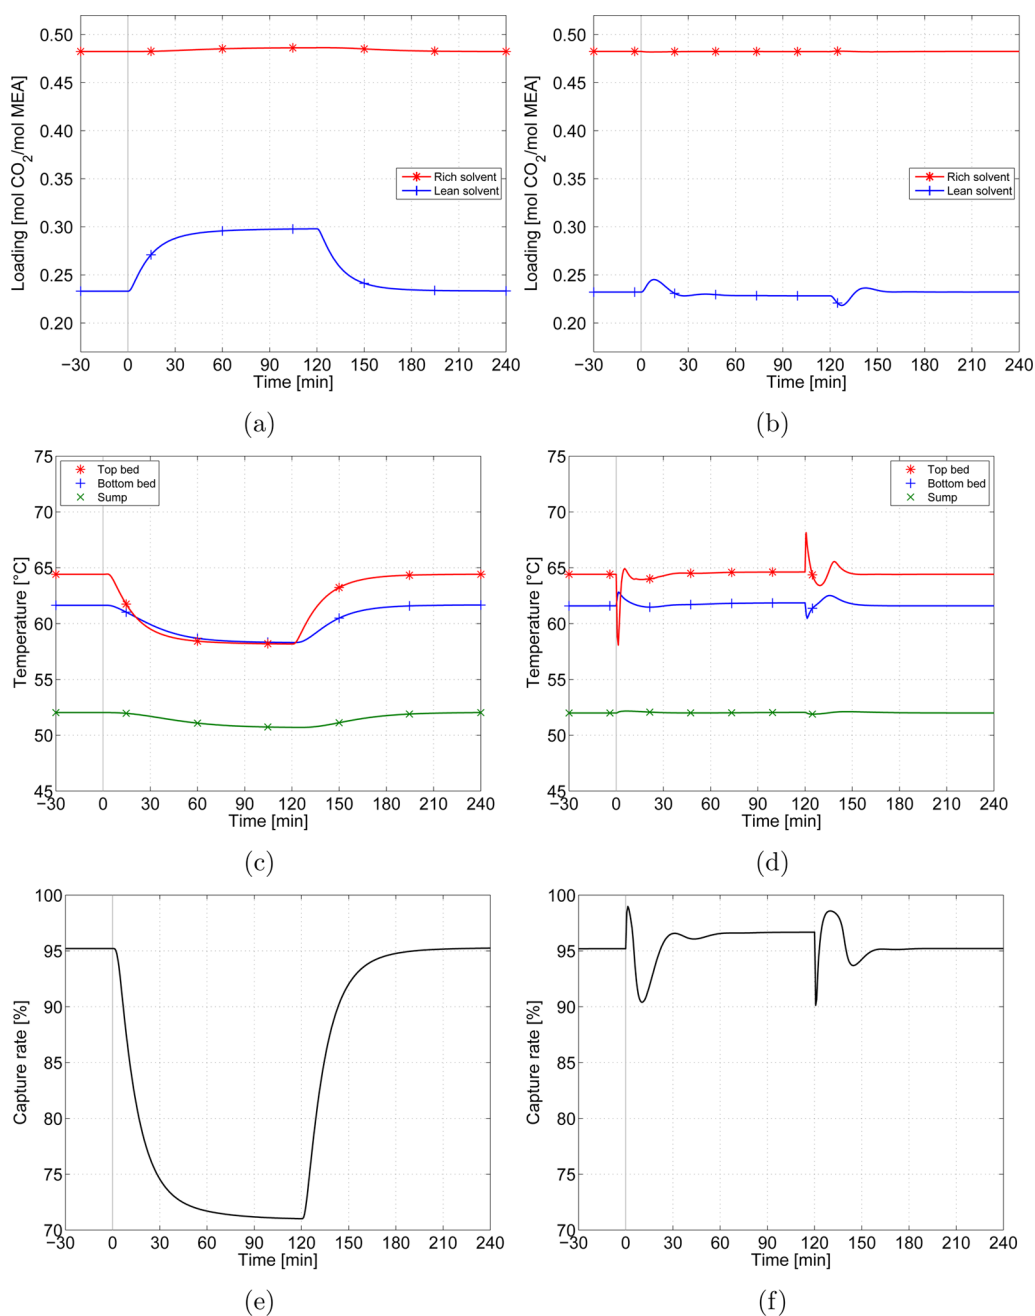 0.50
0.45
0.40
0.35
0.30
0.25
0.20
Loading [mol CO2/mol MEA]
Rich solvent
Lean solvent
−30 0 30 60 90 120 150 180 210 240
Time [min]
(a)
0.50
0.45
0.40
0.35
0.30
0.25
0.20
Loading [mol CO2/mol MEA]
Rich solvent
Lean solvent
−30 0 30 60 90 120 150 180 210 240
Time [min]
(b)
75
70
65
60
55
50
45
Temperature [°C]
Top bed
Bottom bed
Sump
−30 0 30 60 90 120 150 180 210 240
Time [min]
(c)
75
70
65
60
55
50
45
Temperature [°C]
Top bed
Bottom bed
Sump
−30 0 30 60 90 120 150 180 210 240
Time [min]
(d)
100
95
90
85
80
75
70
Capture rate [%]
−30 0 30 60 90 120 150 180 210 240
Time [min]
(e)
100
95
90
85
80
75
70
Capture rate [%]
−30 0 30 60 90 120 150 180 210 240
Time [min]
(f)